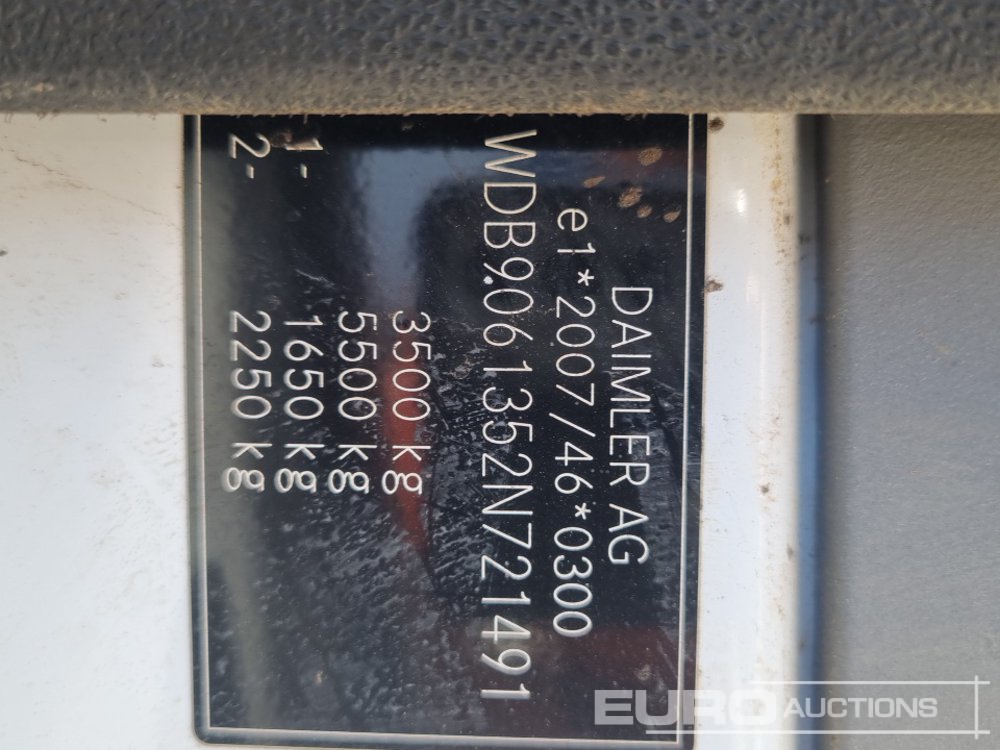 DAIMLER AG
e1*2007/46*0300
WDB9061352N721491
3500 kg
5500 kg
1- 1650 kg
2- 2250 kg
EURO AUCTIONS